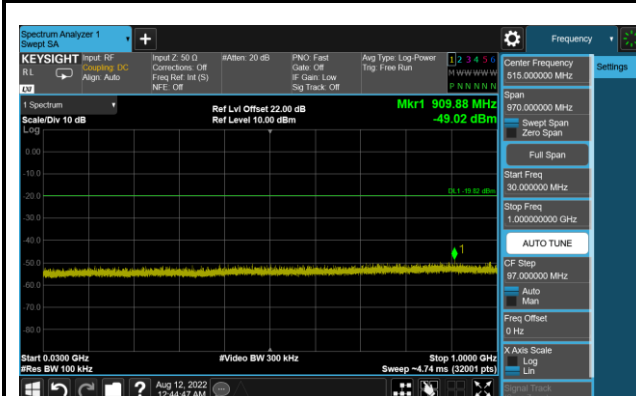 Spectrum Analyzer 1
Swept SA
+
Frequency
KEYSIGHT
RL
LXI
Input: RF
Coupling: DC
Align: Auto
Input Z: 50 Ω
Corrections: Off
Freq Ref: Int (S)
NFE: Off
#Atten: 20 dB
PNO: Fast
Gate: Off
IF Gain: Low
Sig Track: Off
Avg Type: Log-Power
Trig: Free Run
1 2 3 4 5 6
M W W W W W
P N N N N N
Center Frequency
515.000000 MHz
Settings
1 Spectrum
Scale/Div 10 dB
Log
Ref Lvl Offset 22.00 dB
Ref Level 10.00 dBm
Mkr1 909.88 MHz
-49.02 dBm
Span
970.000000 MHz
Swept Span
Zero Span
Full Span
Start Freq
30.000000 MHz
Stop Freq
1.000000000 GHz
AUTO TUNE
CF Step
97.000000 MHz
Auto
Man
Freq Offset
0 Hz
X Axis Scale
Log
Lin
Signal Track
0.00
-10.0
-20.0
-30.0
-40.0
-50.0
-60.0
-70.0
-80.0
DL1 -19.82 dBm
1
Start 0.0300 GHz
#Res BW 100 kHz
#Video BW 300 kHz
Stop 1.0000 GHz
Sweep ~4.74 ms (32001 pts)
?
Aug 12, 2022
12:44:47 AM